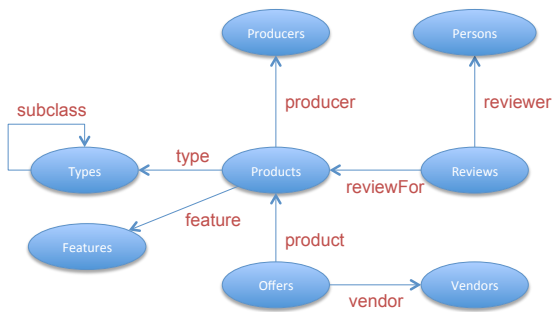 Producers
Persons
producer
reviewer
subclass
type
Types
Products
Reviews
reviewFor
feature
Features
product
Offers
Vendors
vendor